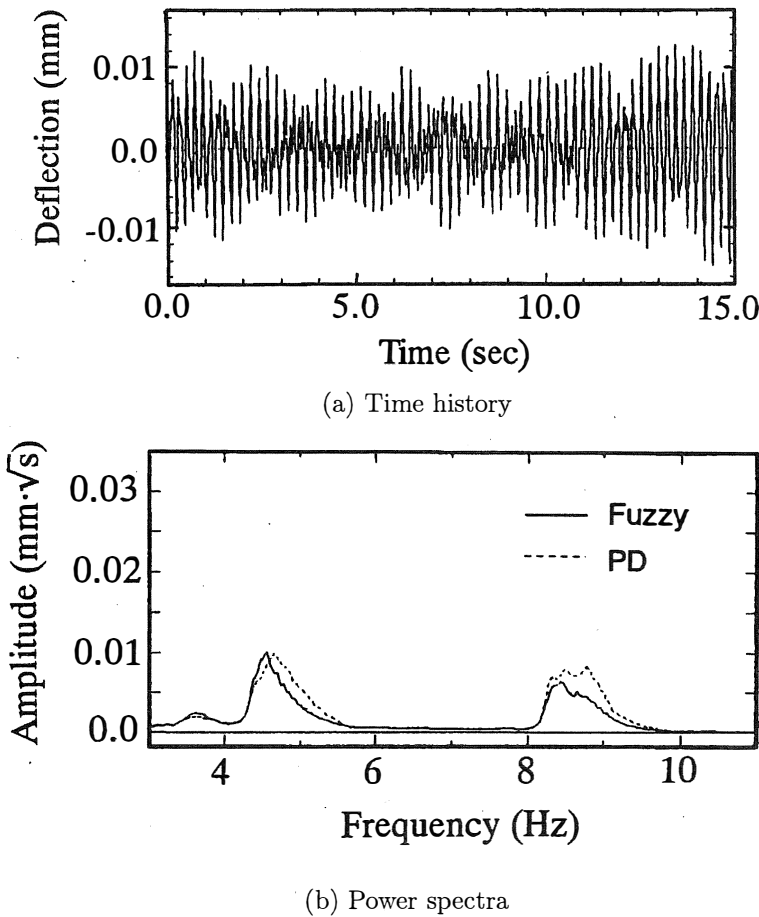 Deflection (mm)
0.01
0.0
-0.01
0.0 5.0 10.0 15.0
Time (sec)
(a) Time history
Amplitude (mm·√s)
0.03
0.02
0.01
0.0
Fuzzy
PD
4 6 8 10
Frequency (Hz)
(b) Power spectra